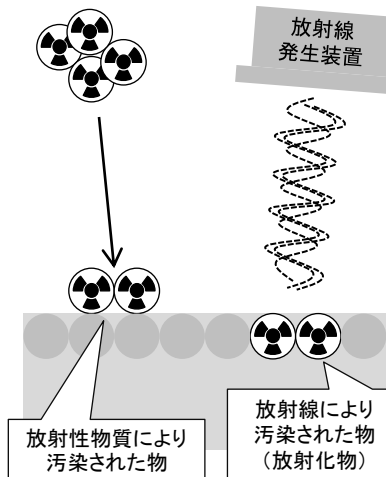 放射線
発生装置
放射性物質により
汚染された物
放射線により
汚染された物
(放射化物)